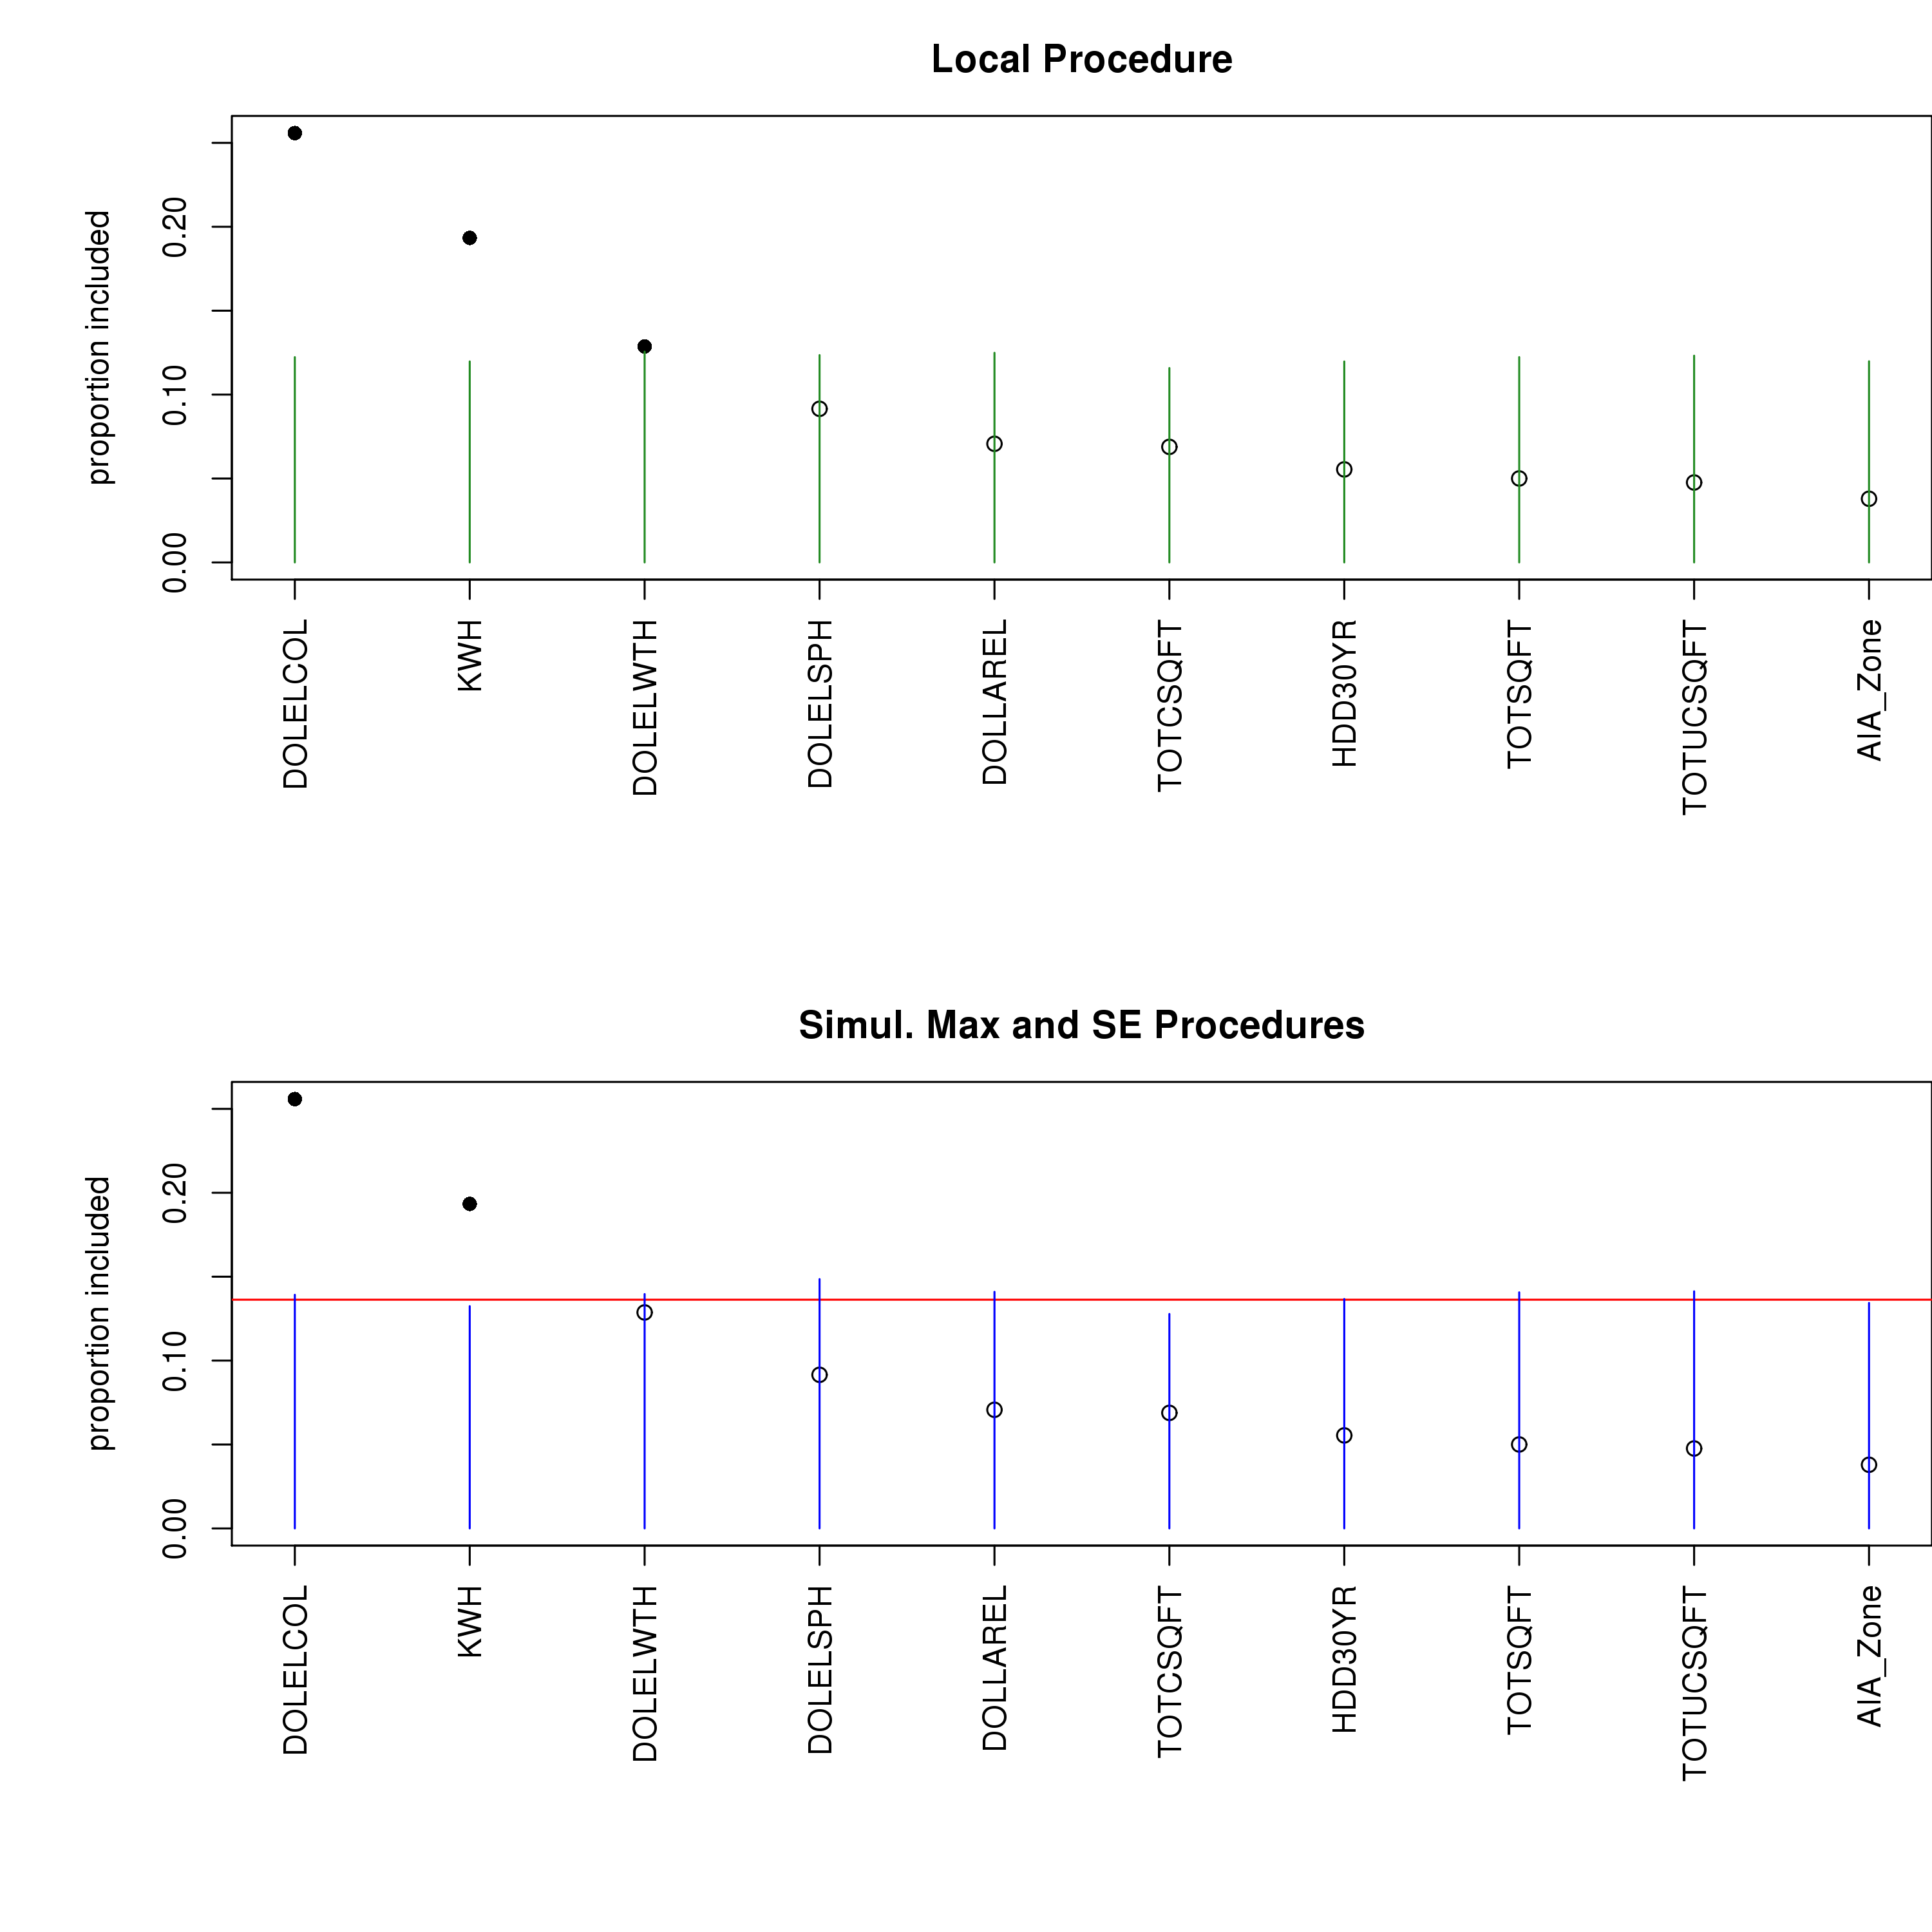 Local Procedure
proportion included
0.20
0.10
0.00
DOLELCOL
KWH
DOLELWTH
DOLELSPH
DOLLAREL
TOTCSQFT
HDD30YR
TOTSQFT
TOTUCSQFT
AIA_Zone
Simul. Max and SE Procedures
proportion included
0.20
0.10
0.00
DOLELCOL
KWH
DOLELWTH
DOLELSPH
DOLLAREL
TOTCSQFT
HDD30YR
TOTSQFT
TOTUCSQFT
AIA_Zone